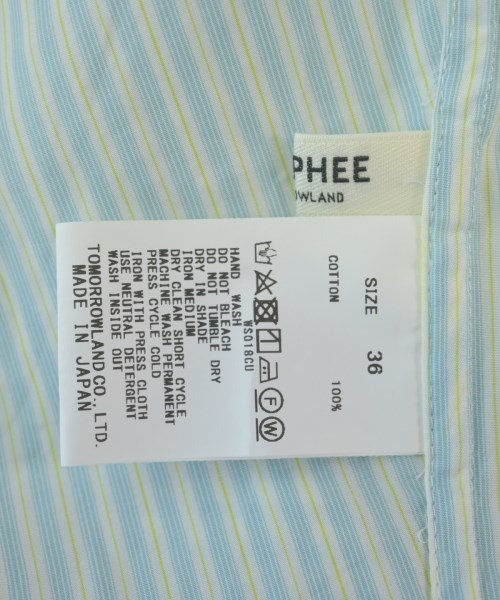 PHEE
OWLAND
SIZE 36
COTTON 100%
WS018CU
HAND WASH
DO NOT BLEACH
DO NOT TUMBLE DRY
DRY IN SHADE
IRON MEDIUM
DRY CLEAN SHORT CYCLE
MACHINE WASH PERMANENT
PRESS CYCLE COLD
IRON WITH PRESS CLOTH
USE NEUTRAL DETERGENT
WASH INSIDE OUT
TOMORROWLAND CO., LTD.
MADE IN JAPAN